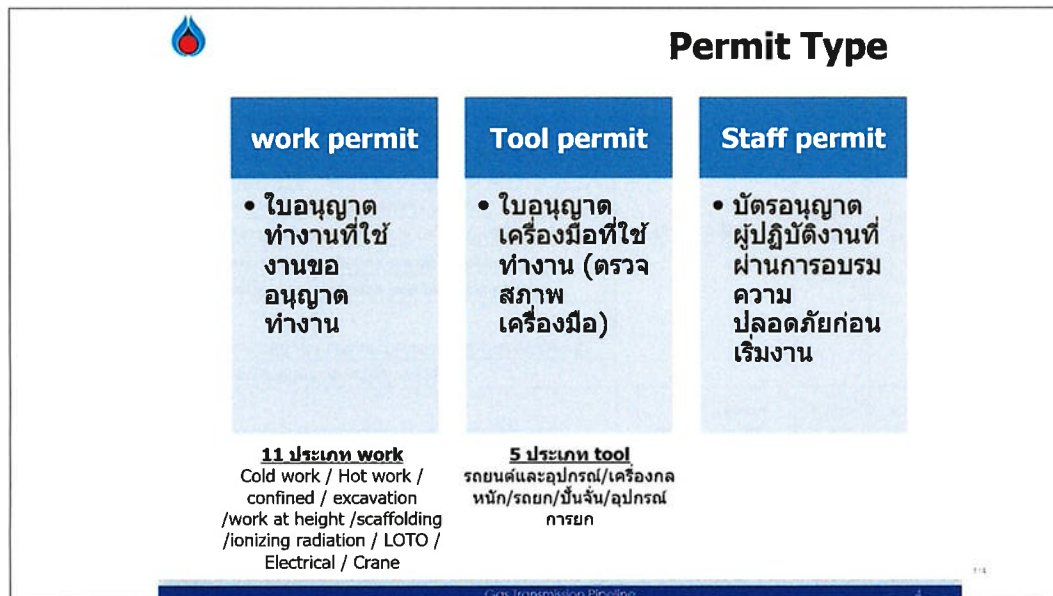 Permit Type
work permit
• ใบอนุญาต
ทำงานที่ใช้
งานขอ
อนุญาต
ทำงาน
11 ประเภท work
Cold work / Hot work /
confined / excavation
/work at height /scaffolding
/ionizing radiation / LOTO /
Electrical / Crane
Tool permit
• ใบอนุญาต
เครื่องมือที่ใช้
ทำงาน (ตรวจ
สภาพ
เครื่องมือ)
5 ประเภท tool
รถยนต์และอุปกรณ์/เครื่องกล
หนัก/รถยก/ปั้นจั่น/อุปกรณ์
การยก
Staff permit
• บัตรอนุญาต
ผู้ปฏิบัติงานที่
ผ่านการอบรม
ความ
ปลอดภัยก่อน
เริ่มงาน
Gas Transmission Pipeline
4